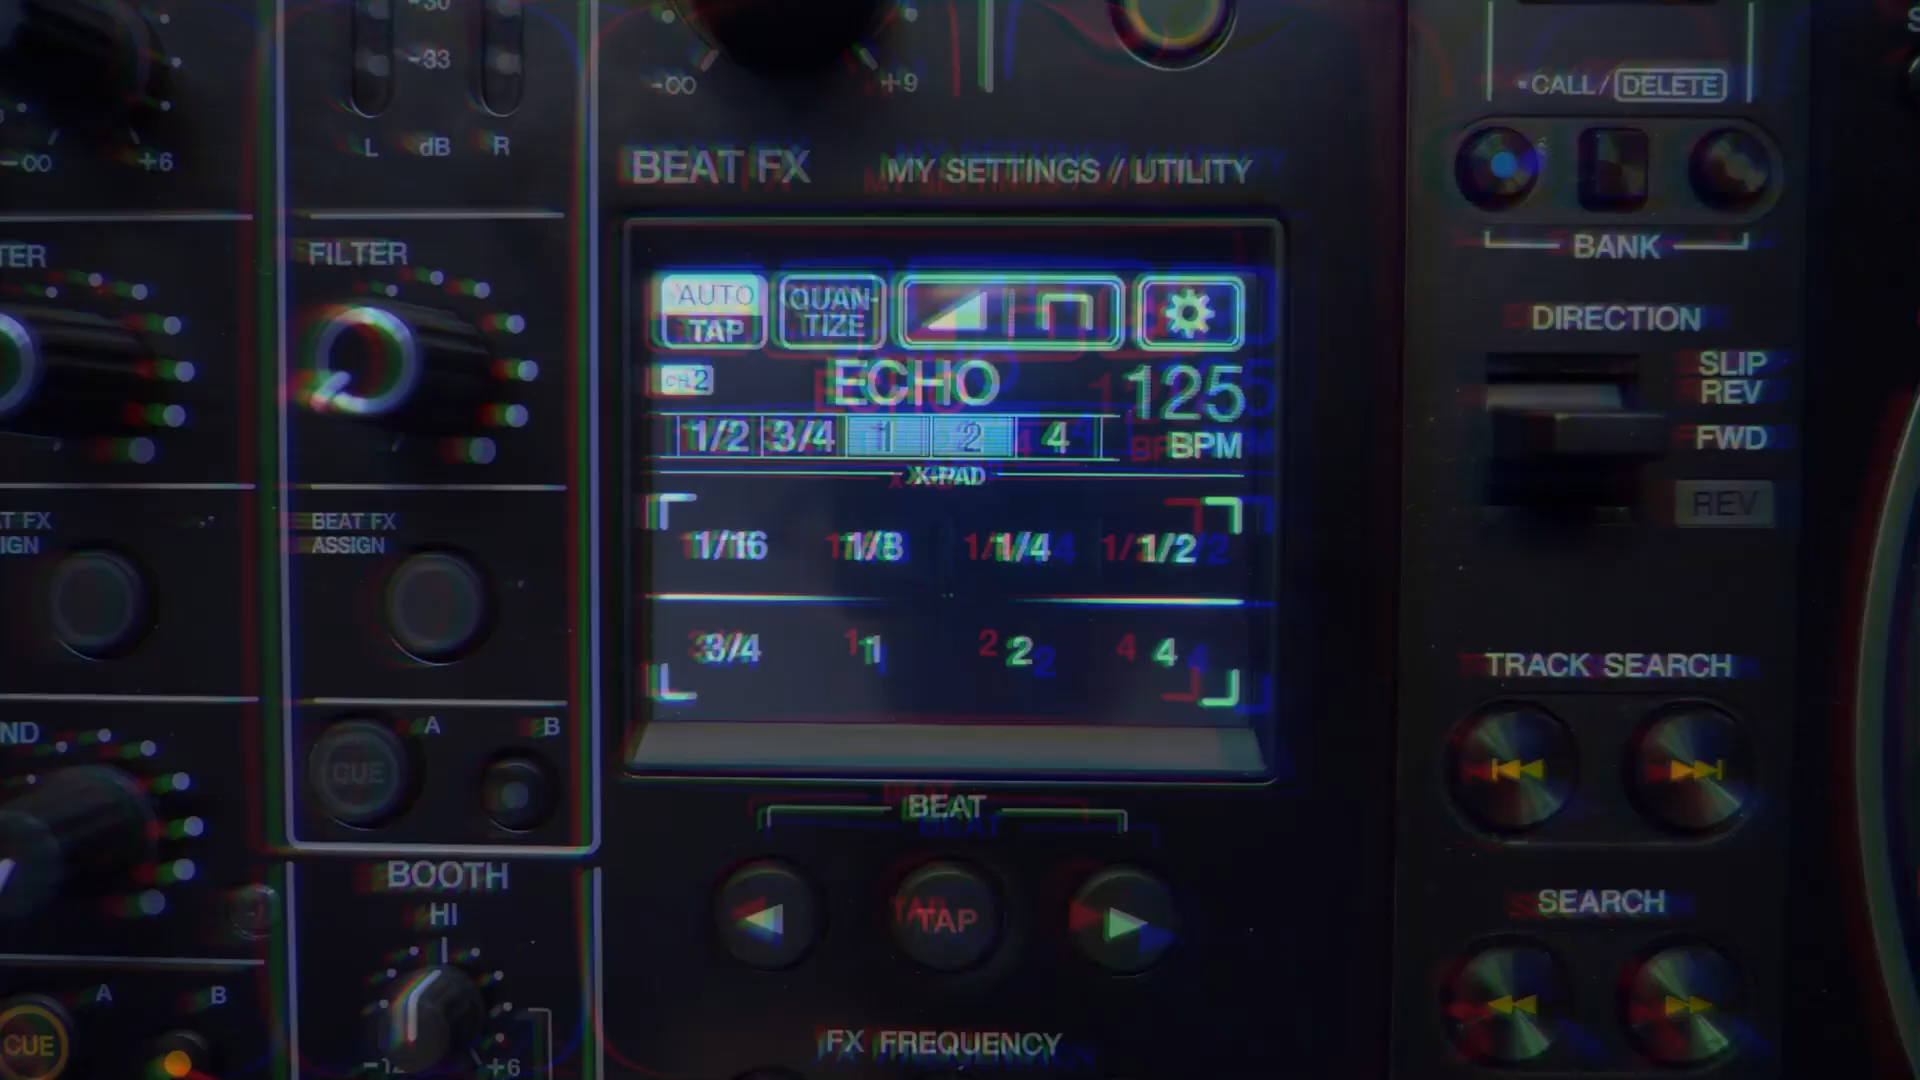 -30
-33
L dB R
-∞ +6
-∞ +9
CALL/DELETE
BEAT FX MY SETTINGS // UTILITY
BANK
FILTER
TER
AUTO
TAP
QUAN-
TIZE
CH 2
ECHO
125
BPM
1/2 3/4 1 2 4
X-PAD
1/16 1/8 1/4 1/2
3/4 1 2 4
DIRECTION
SLIP
REV
FWD
REV
T FX
IGN
BEAT FX
ASSIGN
TRACK SEARCH
ND
A B
CUE
BEAT
TAP
BOOTH
HI
-12 +6
SEARCH
A B
CUE
FX FREQUENCY